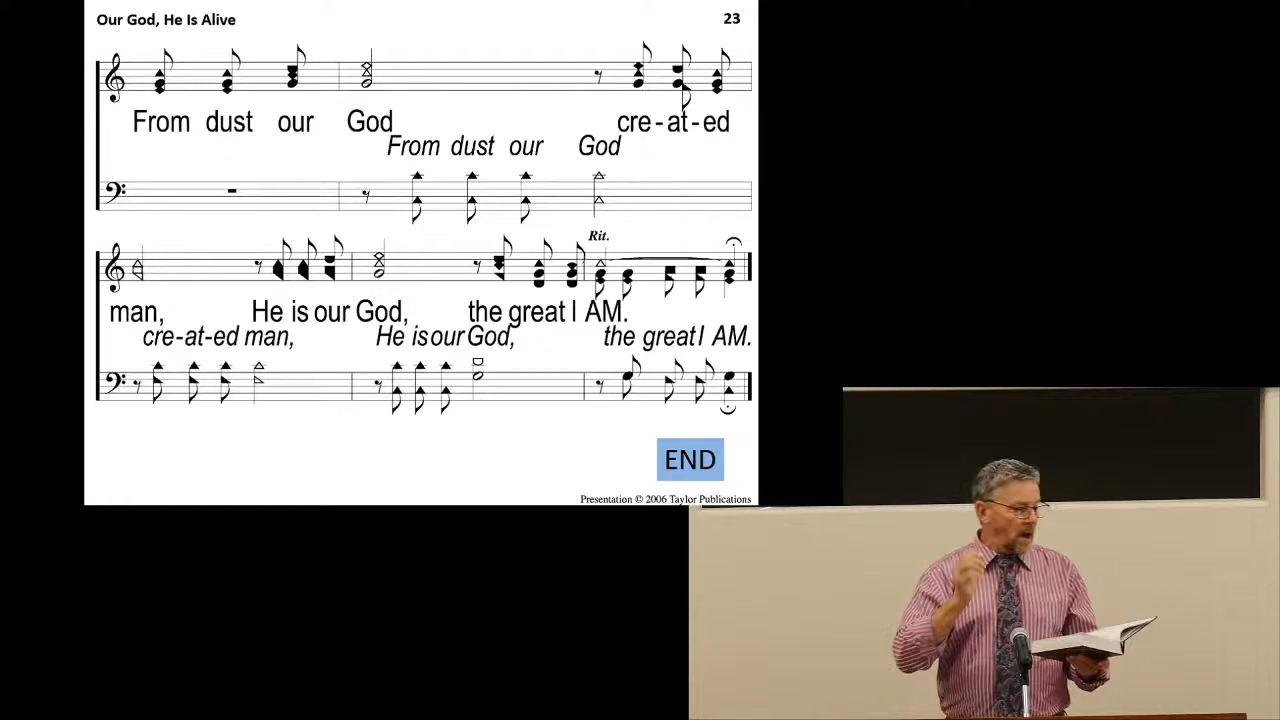 Our God, He Is Alive 23
From dust our God cre-at-ed
From dust our God
Rit.
man, He is our God, the great I AM.
cre-at-ed man, He is our God, the great I AM.
END
Presentation © 2006 Taylor Publications